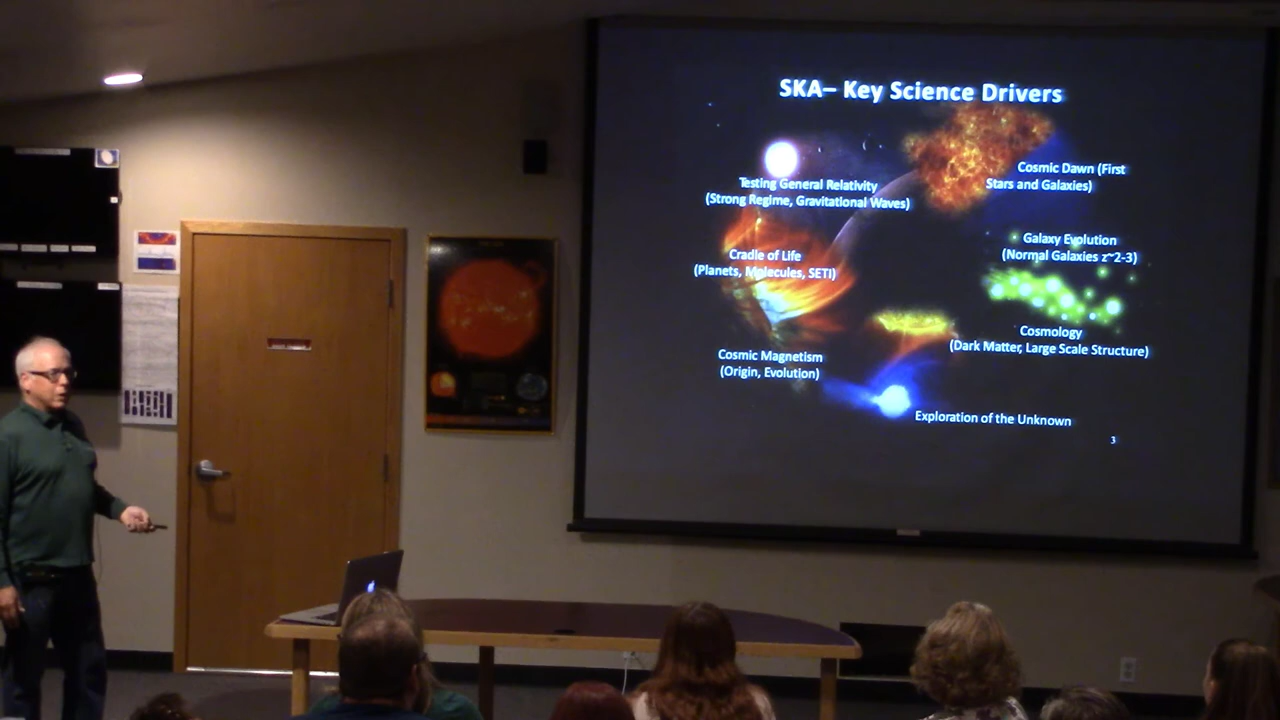 SKA– Key Science Drivers
Testing General Relativity
(Strong Regime, Gravitational Waves)
Cosmic Dawn (First
Stars and Galaxies)
Cradle of Life
(Planets, Molecules, SETI)
Galaxy Evolution
(Normal Galaxies z~2-3)
Cosmic Magnetism
(Origin, Evolution)
Cosmology
(Dark Matter, Large Scale Structure)
Exploration of the Unknown
3